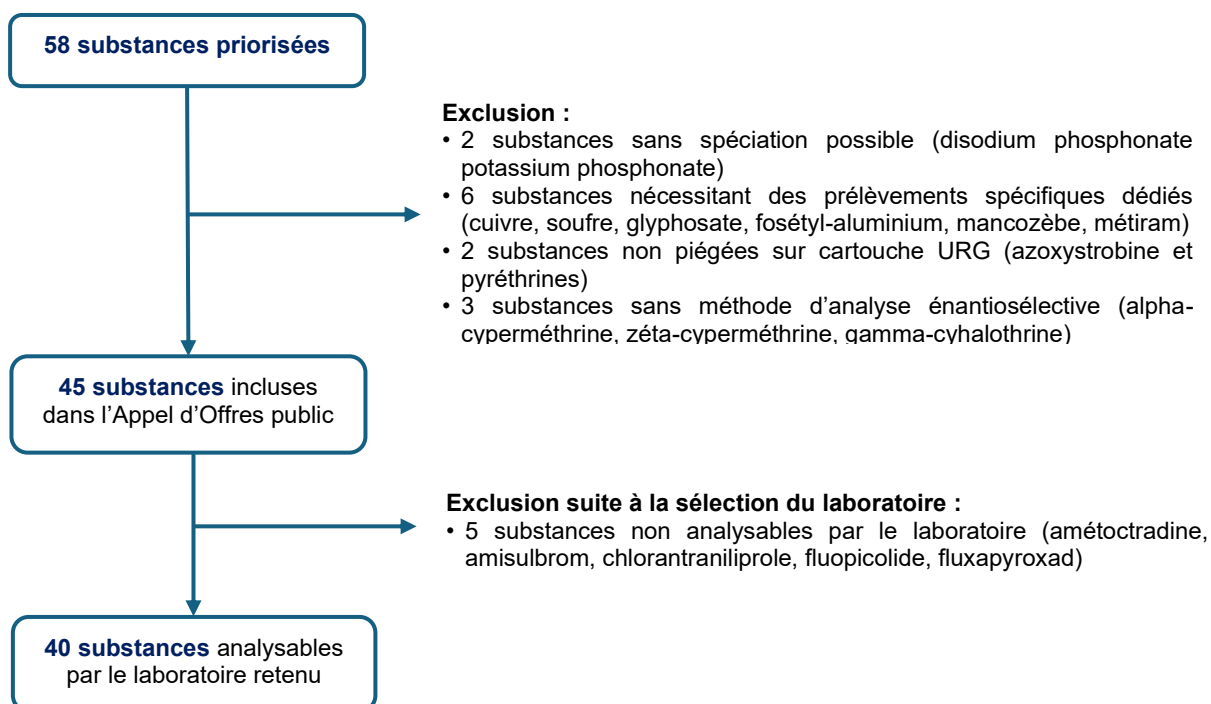 58 substances priorisées
Exclusion :
• 2 substances sans spéciation possible (disodium phosphonate
potassium phosphonate)
• 6 substances nécessitant des prélèvements spécifiques dédiés
(cuivre, soufre, glyphosate, fosétyl-aluminium, mancozèbe, métiram)
• 2 substances non piégées sur cartouche URG (azoxystrobine et
pyréthrines)
• 3 substances sans méthode d’analyse énantiosélective (alpha-
cyperméthrine, zéta-cyperméthrine, gamma-cyhalothrine)
45 substances incluses
dans l’Appel d’Offres public
Exclusion suite à la sélection du laboratoire :
• 5 substances non analysables par le laboratoire (amétoctradine,
amisulbrom, chlorantraniliprole, fluopicolide, fluxapyroxad)
40 substances analysables
par le laboratoire retenu